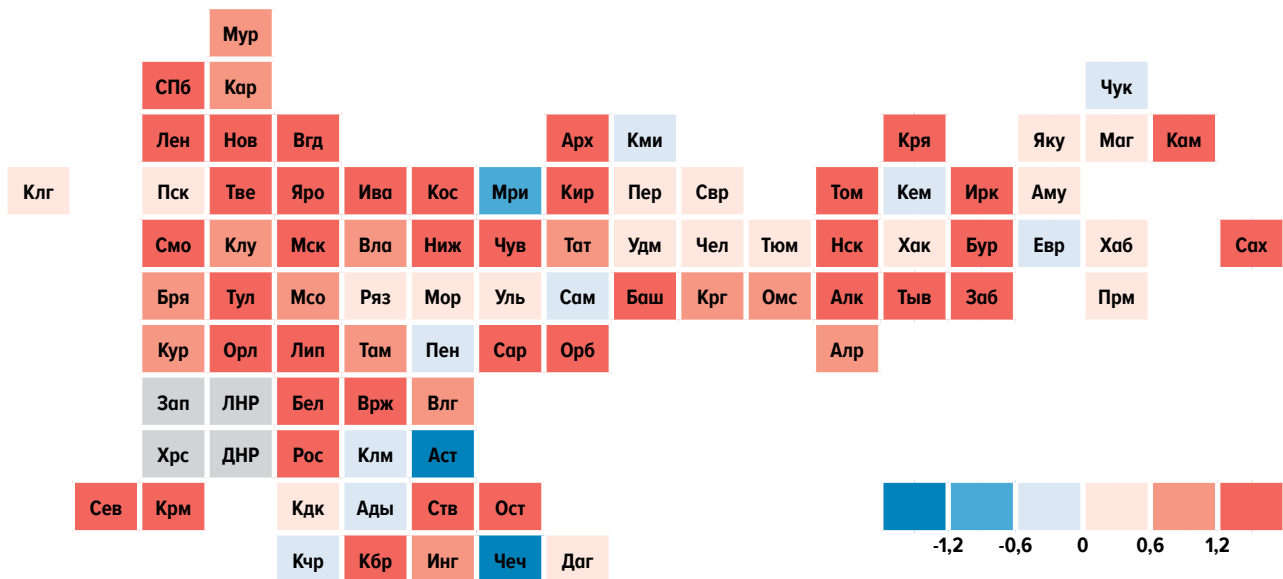 Мур
СПб Кар Чук
Лен Нов Вгд Арх Кми Кря Яку Маг Кам
Клг Пск Тве Яро Ива Кос Мри Кир Пер Свр Том Кем Ирк Аму
Смо Клу Мск Вла Ниж Чув Тат Удм Чел Тюм Нск Хак Бур Евр Хаб Сах
Бря Тул Мсо Ряз Мор Уль Сам Баш Крг Омс Алк Тыв Заб Прм
Кур Орл Лип Там Пен Сар Орб Алр
Зап ЛНР Бел Врж Влг
Хрс ДНР Рос Клм Аст
Сев Крм Кдк Ады Ств Ост
-1,2 -0,6 0 0,6 1,2
Кчр Кбр Инг Чеч Даг